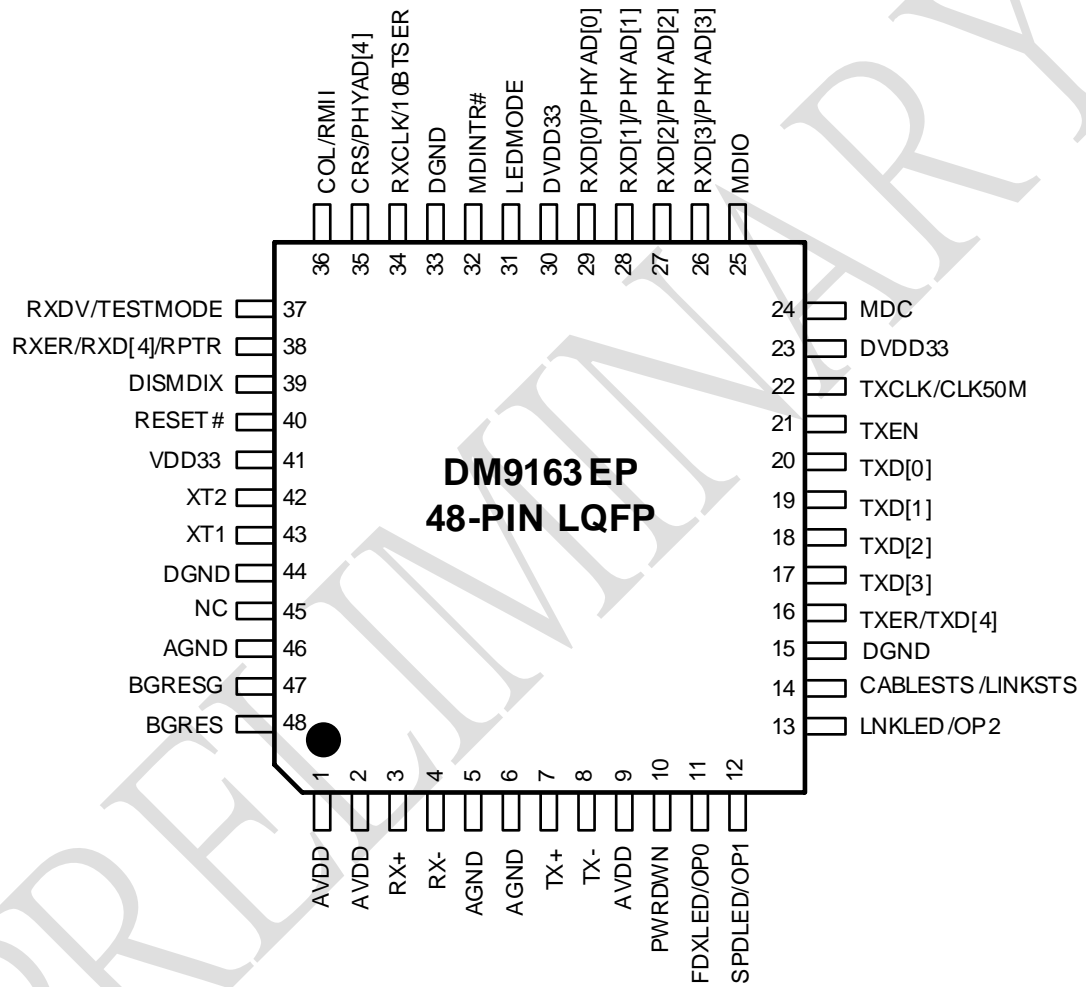 COL/RMII
CRS/PHYAD[4]
RXCLK/10BTSER
DGND
MDINTR#
LEDMODE
DVDD33
RXD[0]/PHYAD[0]
RXD[1]/PHYAD[1]
RXD[2]/PHYAD[2]
RXD[3]/PHYAD[3]
MDIO
36
35
34
33
32
31
30
29
28
27
26
25
RXDV/TESTMODE 37
RXER/RXD[4]/RPTR 38
DISMDIX 39
RESET# 40
VDD33 41
XT2 42
XT1 43
DGND 44
NC 45
AGND 46
BGRESG 47
BGRES 48
DM9163 EP
48-PIN LQFP
24 MDC
23 DVDD33
22 TXCLK/CLK50M
21 TXEN
20 TXD[0]
19 TXD[1]
18 TXD[2]
17 TXD[3]
16 TXER/TXD[4]
15 DGND
14 CABLESTS/LINKSTS
13 LNKLED/OP2
1
2
3
4
5
6
7
8
9
10
11
12
AVDD
AVDD
RX+
RX-
AGND
AGND
TX+
TX-
AVDD
PWRDWN
FDXLED/OP0
SPDLED/OP1
PRELIMINARY